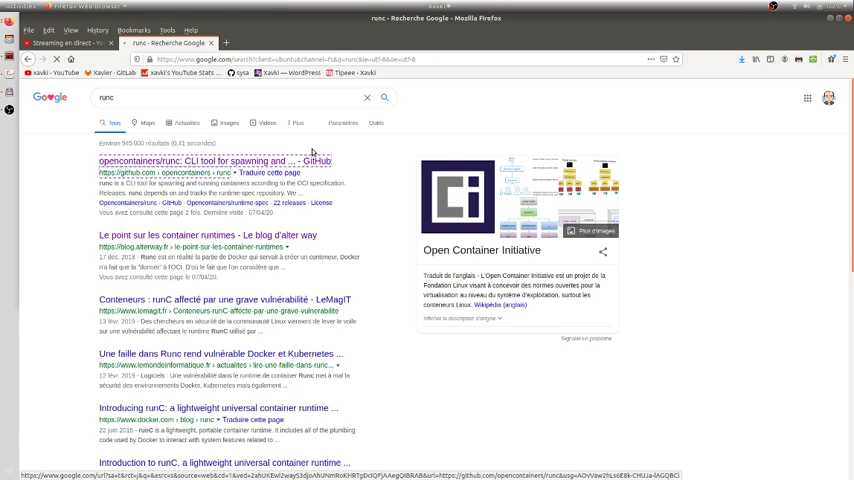 Activities Firefox Web Browser Xavki
runc - Recherche Google - Mozilla Firefox
File Edit View History Bookmarks Tools Help
Streaming en direct - YouTube runc - Recherche Google
https://www.google.com/search?client=ubuntu&channel=fs&q=runc&ie=utf-8&oe=utf-8
xavki - YouTube Xavier · GitLab xavki's YouTube Stats ... sysa Xavki — WordPress Tipeee - Xavki
Google runc
Tous Maps Actualités Images Vidéos Plus Paramètres Outils
Environ 945 000 résultats (0,41 secondes)
opencontainers/runc: CLI tool for spawning and ... - GitHub
https://github.com › opencontainers › runc Traduire cette page
runc is a CLI tool for spawning and running containers according to the OCI specification.
Releases. runc depends on and tracks the runtime-spec repository. We ...
Opencontainers/runc · GitHub · Opencontainers/runtime-spec · 22 releases · License
Vous avez consulté cette page 2 fois. Dernière visite : 07/04/20
Le point sur les container runtimes - Le blog d'alter way
https://blog.alterway.fr › le-point-sur-les-container-runtimes
17 déc. 2018 - Runc est en réalité la partie de Docker qui servait à créer un conteneur, Docker
n'a fait que la "donner" à l'OCI. D'où le fait que l'on considère que ...
Vous avez consulté cette page le 07/04/20.
Conteneurs : runC affecté par une grave vulnérabilité - LeMagIT
https://www.lemagit.fr › Conteneurs-runC-affecte-par-une-grave-vulnerabilite
13 févr. 2019 - Des chercheurs en sécurité de la communauté Linux viennent de lever le voile
sur une vulnérabilité affectant le runtime RunC utilisé par ...
Une faille dans Runc rend vulnérable Docker et Kubernetes ...
https://www.lemondeinformatique.fr › actualites › lire-une-faille-dans-runc...
12 févr. 2019 - Logiciels : Une vulnérabilité dans le runtime de container Runc met à mal la
sécurité des environnements Docker, Kubernetes mais également ...
Introducing runC: a lightweight universal container runtime ...
https://www.docker.com › blog › runc Traduire cette page
22 juin 2015 - runC is a lightweight, portable container runtime. It includes all of the plumbing
code used by Docker to interact with system features related to ...
Introduction to runC, a lightweight universal container runtime ...
Plus d'images
Open Container Initiative
Traduit de l'anglais - L'Open Container Initiative est un projet de la
Fondation Linux visant à concevoir des normes ouvertes pour la
virtualisation au niveau du système d'exploitation, surtout les
conteneurs Linux. Wikipédia (anglais)
Afficher la description d'origine
Signaler un problème